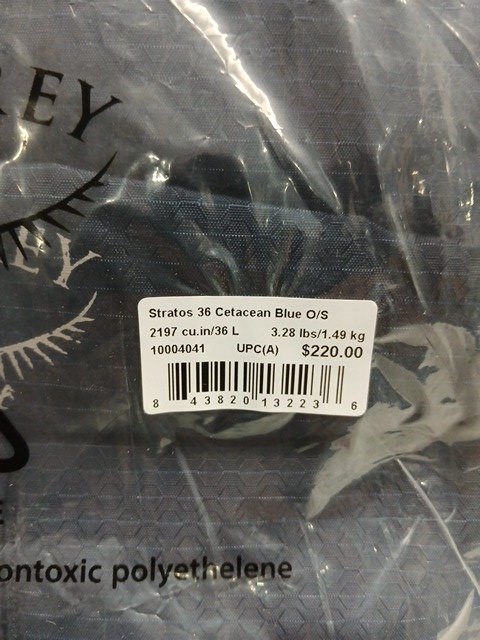 REY
EY
Stratos 36 Cetacean Blue O/S
2197 cu.in/36 L 3.28 lbs/1.49 kg
10004041 UPC(A) $220.00
8 43820 13223 6
ontoxic polyethelene